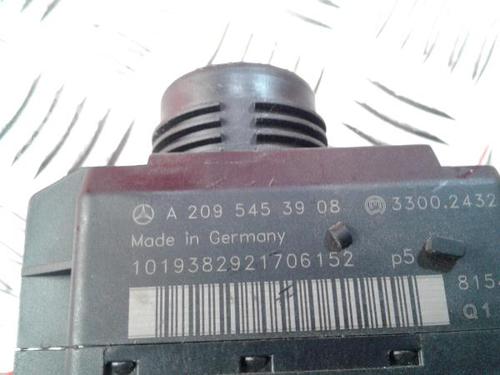 A 209 545 39 08 3300.2432
Made in Germany
1019382921706152 p5
815
Q1